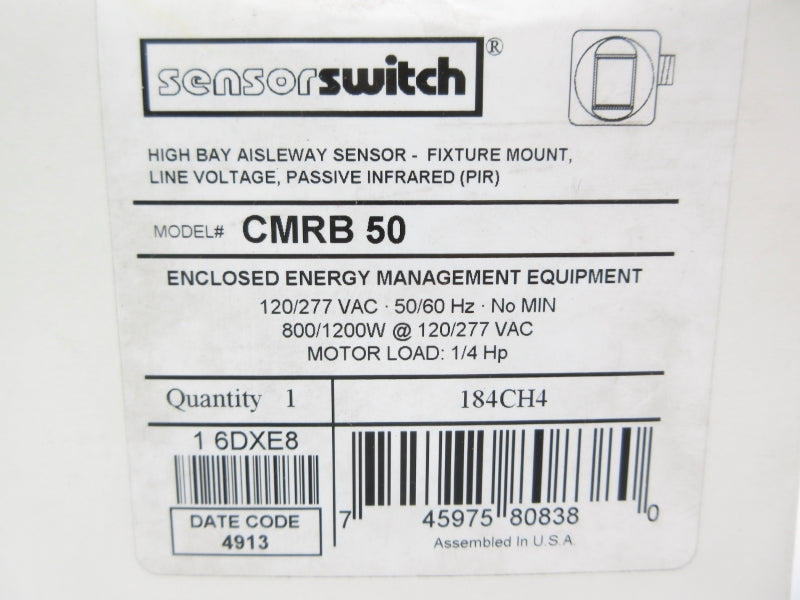 sensorswitch®
HIGH BAY AISLEWAY SENSOR - FIXTURE MOUNT,
LINE VOLTAGE, PASSIVE INFRARED (PIR)
MODEL# CMRB 50
ENCLOSED ENERGY MANAGEMENT EQUIPMENT
120/277 VAC · 50/60 Hz · No MIN
800/1200W @ 120/277 VAC
MOTOR LOAD: 1/4 Hp
Quantity 1
184CH4
1 6DXE8
DATE CODE
4913
7 45975 80838 0
Assembled In U.S.A.